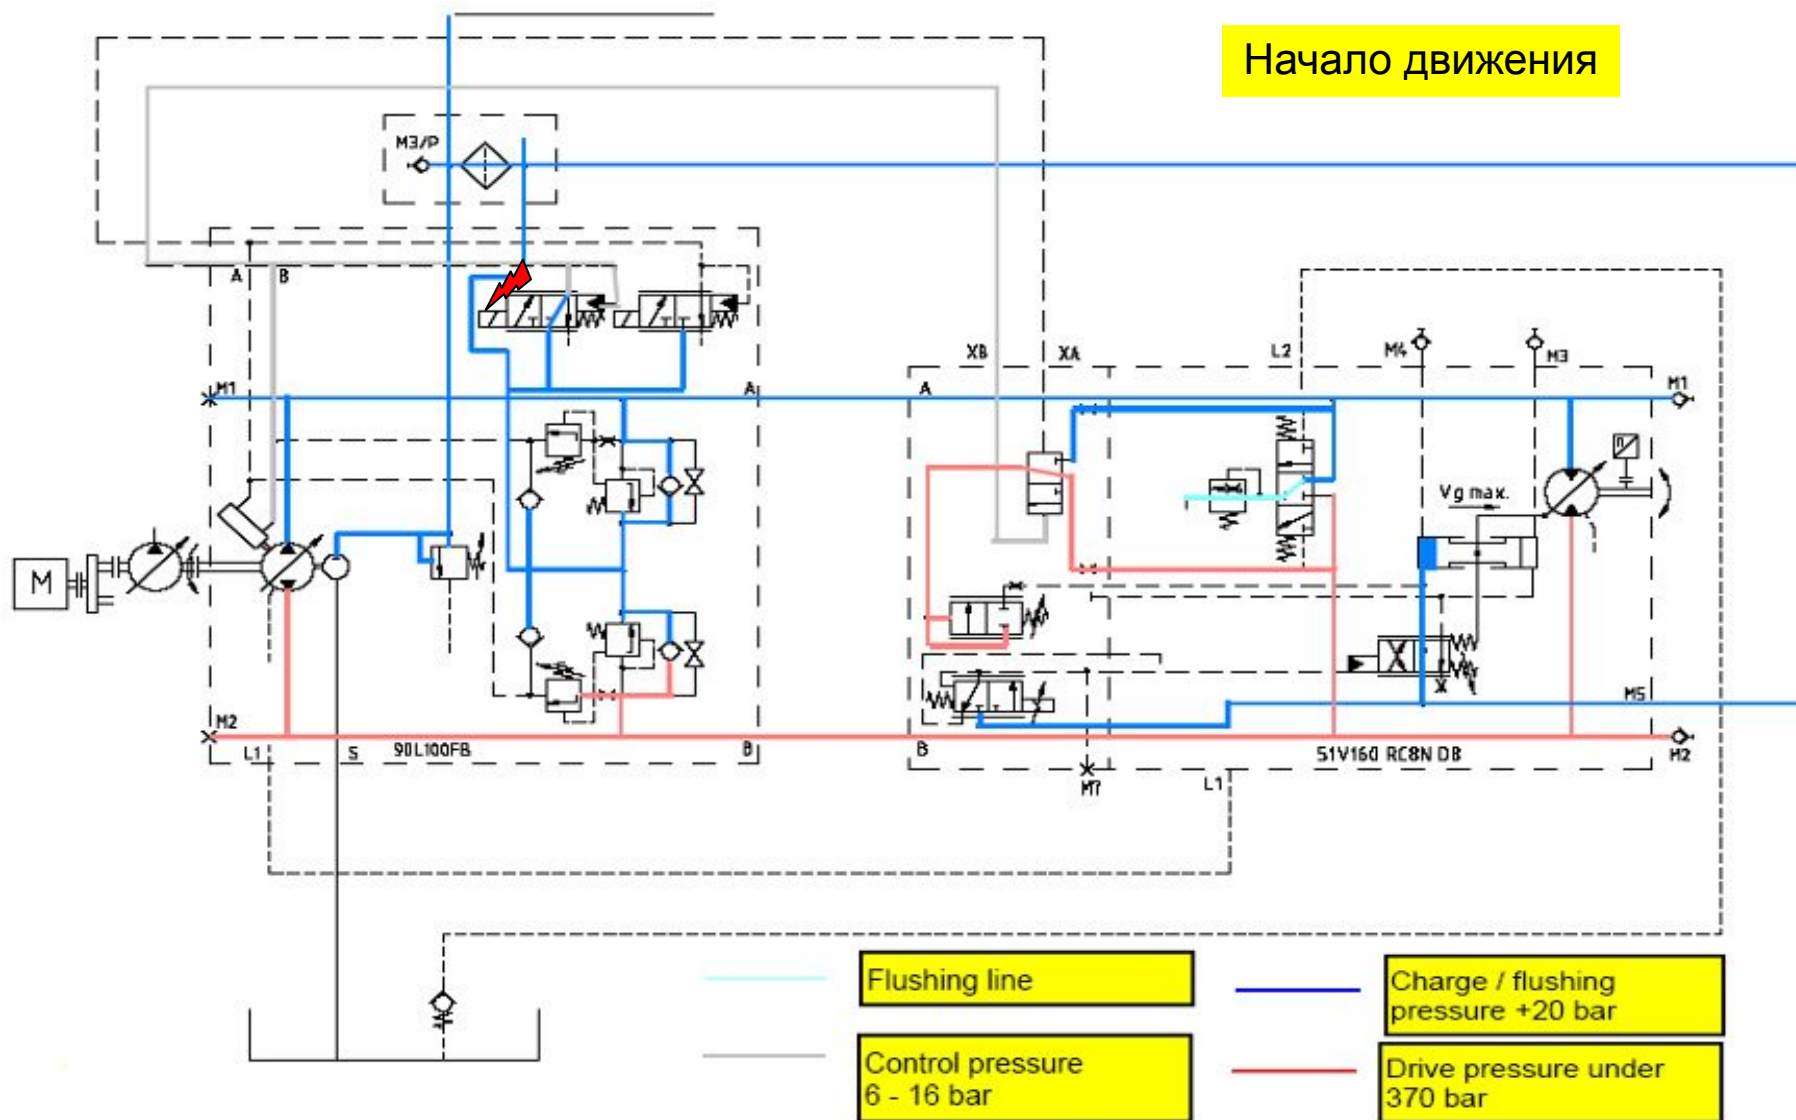 Начало движения
M3/P
A
B
XB
XA
L2
M4
M3
M1
A
A
M1
n
Vg max.
M
M5
M2
L1
S
90L100FB
B
B
M7
L1
51V160 RC8N DB
M2
Flushing line
Charge / flushing
pressure +20 bar
Control pressure
6 - 16 bar
Drive pressure under
370 bar